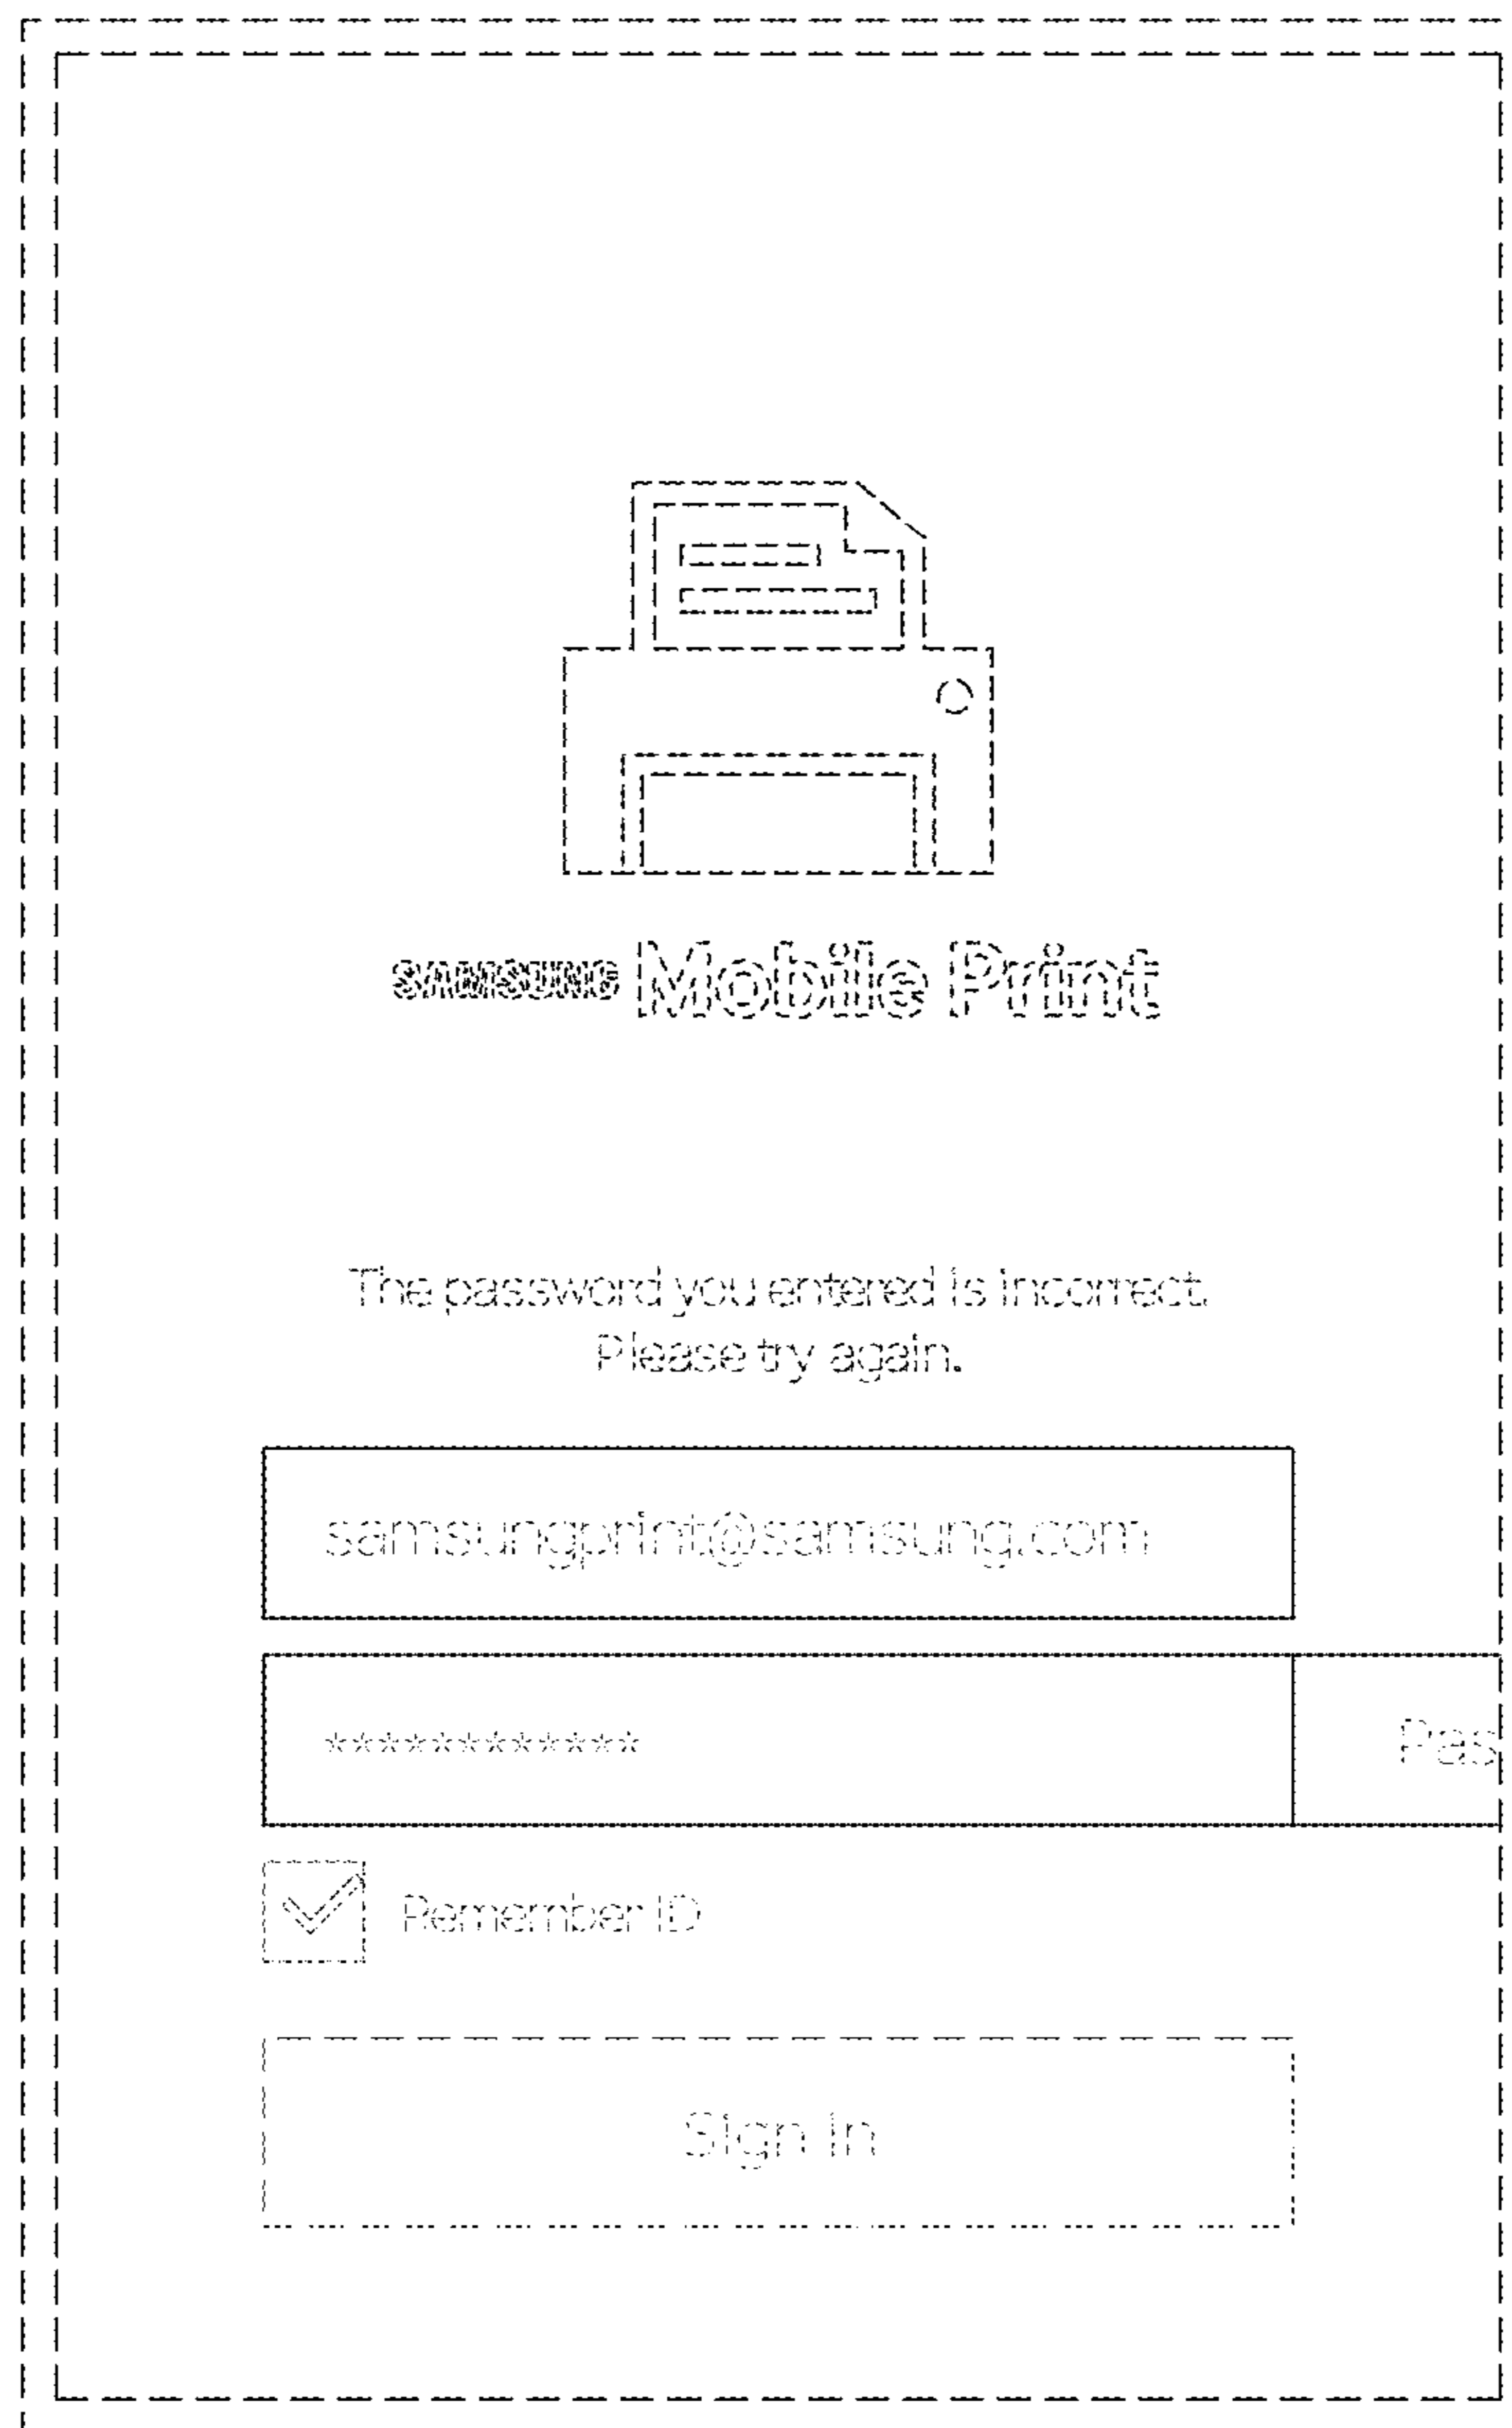 SAMSUNG Mobile Print
The password you entered is incorrect.
Please try again.
samsungprint@samsung.com
************ Pas
Remember ID
Sign in